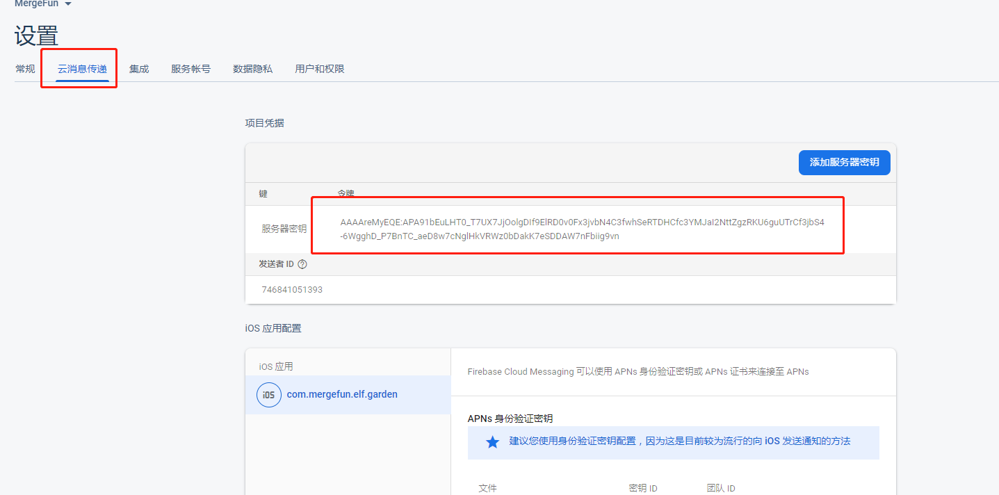 MergeFun
设置
常规 云消息传递 集成 服务帐号 数据隐私 用户和权限
项目凭据
添加服务器密钥
键 令牌
服务器密钥 AAAAreMyEQE:APA91bEuLHT0_T7UX7JjOolgDIf9ElRD0v0Fx3jvbN4C3fwhSeRTDHCfc3YMJaI2NttZgzRKU6guUTrCf3jbS4
-6WgghD_P7BnTC_aeD8w7cNglHkVRWz0bDakK7eSDDAW7nFbiig9vn
发送者 ID
746841051393
iOS 应用配置
iOS 应用
iOS com.mergefun.elf.garden
Firebase Cloud Messaging 可以使用 APNs 身份验证密钥或 APNs 证书来连接至 APNs
APNs 身份验证密钥
建议您使用身份验证密钥配置，因为这是目前较为流行的向 iOS 发送通知的方法
文件 密钥 ID 团队 ID